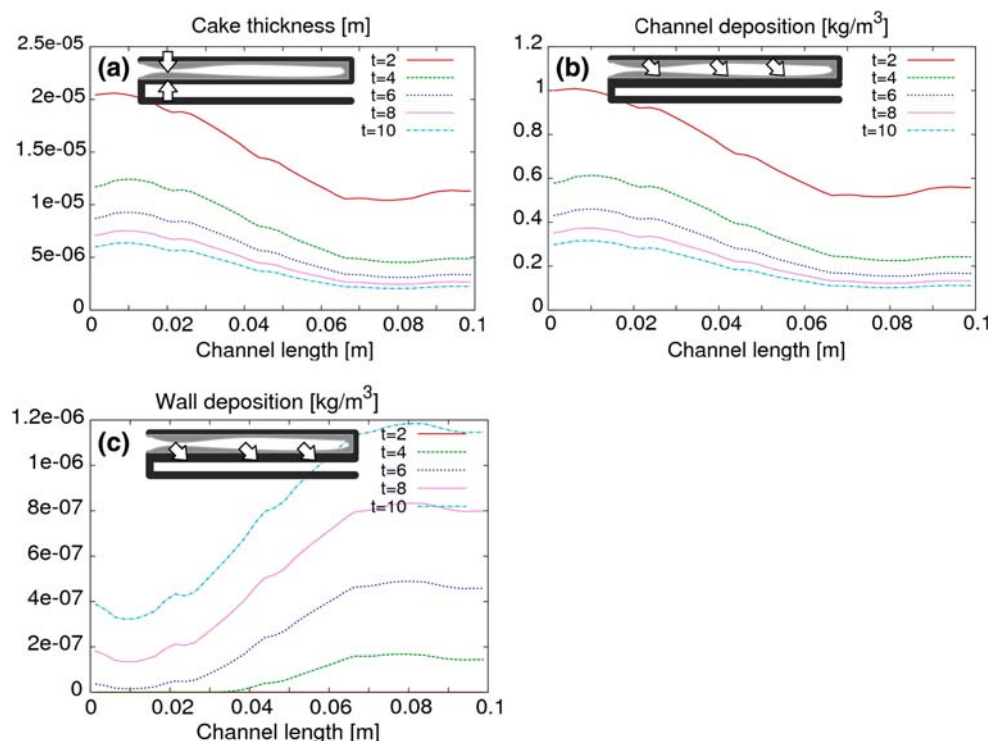 Cake thickness [m]
2.5e-05
2e-05
1.5e-05
1e-05
5e-06
0
(a)
t=2
t=4
t=6
t=8
t=10
0
0.02
0.04
0.06
0.08
0.1
Channel length [m]
Channel deposition [kg/m³]
1.2
1
0.8
0.6
0.4
0.2
0
(b)
t=2
t=4
t=6
t=8
t=10
0
0.02
0.04
0.06
0.08
0.1
Channel length [m]
Wall deposition [kg/m³]
1.2e-06
1e-06
8e-07
6e-07
4e-07
2e-07
0
(c)
t=2
t=4
t=6
t=8
t=10
0
0.02
0.04
0.06
0.08
0.1
Channel length [m]